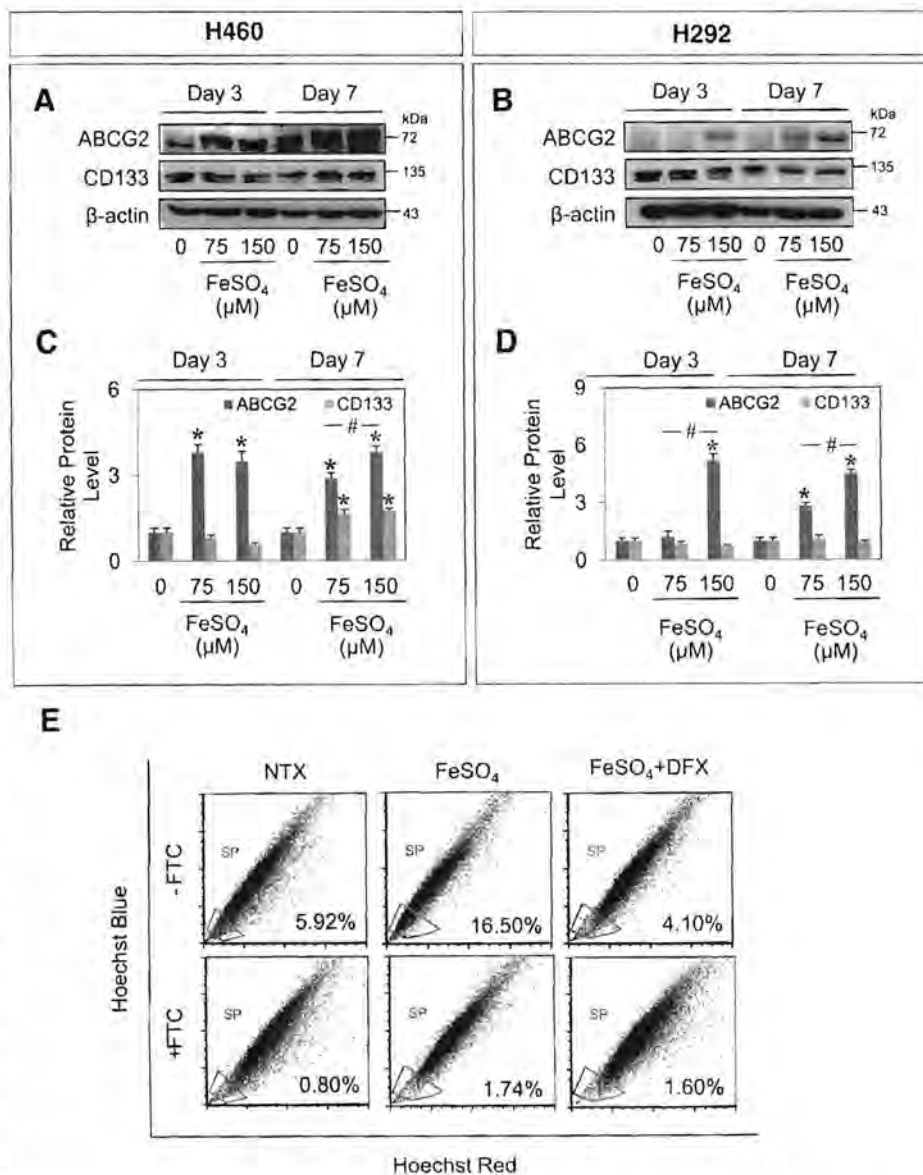 H460
H292
A
Day 3 Day 7
kDa
ABCG2 72
CD133 135
β-actin 43
0 75 150 0 75 150
FeSO4 FeSO4
(µM) (µM)
B
Day 3 Day 7
kDa
ABCG2 72
CD133 135
β-actin 43
0 75 150 0 75 150
FeSO4 FeSO4
(µM) (µM)
C
Day 3 Day 7
Relative Protein
Level
6
3
0
ABCG2 CD133
* * * * # * *
0 75 150 0 75 150
FeSO4 FeSO4
(µM) (µM)
D
Day 3 Day 7
Relative Protein
Level
9
6
3
0
ABCG2 CD133
# * * # *
0 75 150 0 75 150
FeSO4 FeSO4
(µM) (µM)
E
NTX FeSO4 FeSO4+DFX
Hoechst Blue
- FTC
SP SP SP
5.92% 16.50% 4.10%
+FTC
SP SP SP
0.80% 1.74% 1.60%
Hoechst Red